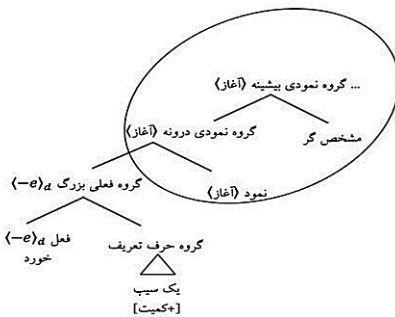 ... گروه نمودی بیشینه ⟨آغاز⟩
مشخص گر
گروه نمودی درونه ⟨آغاز⟩
نمود ⟨آغاز⟩
گروه فعلی بزرگ ⟨−e⟩d
گروه حرف تعریف
فعل ⟨−e⟩d
خورد
یک سیب
[+کمیت]